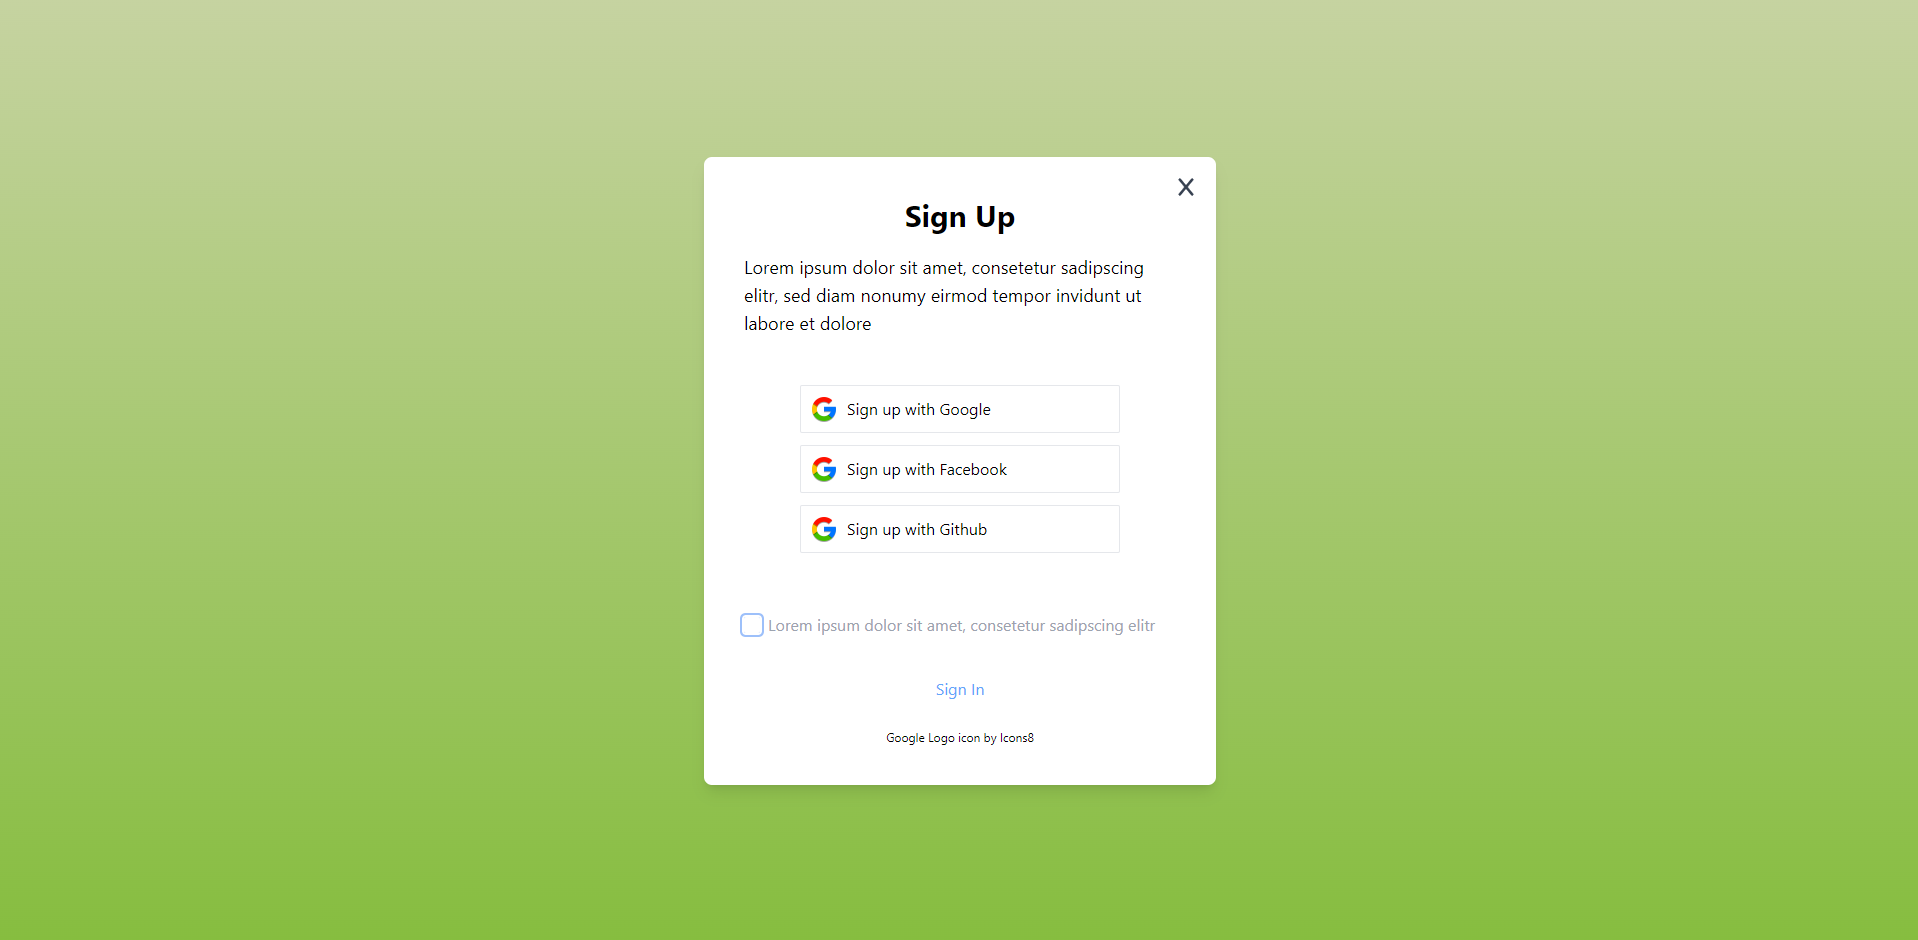 Sign Up
Lorem ipsum dolor sit amet, consetetur sadipscing
elitr, sed diam nonumy eirmod tempor invidunt ut
labore et dolore
Sign up with Google
Sign up with Facebook
Sign up with Github
Lorem ipsum dolor sit amet, consetetur sadipscing elitr
Sign In
Google Logo icon by Icons8